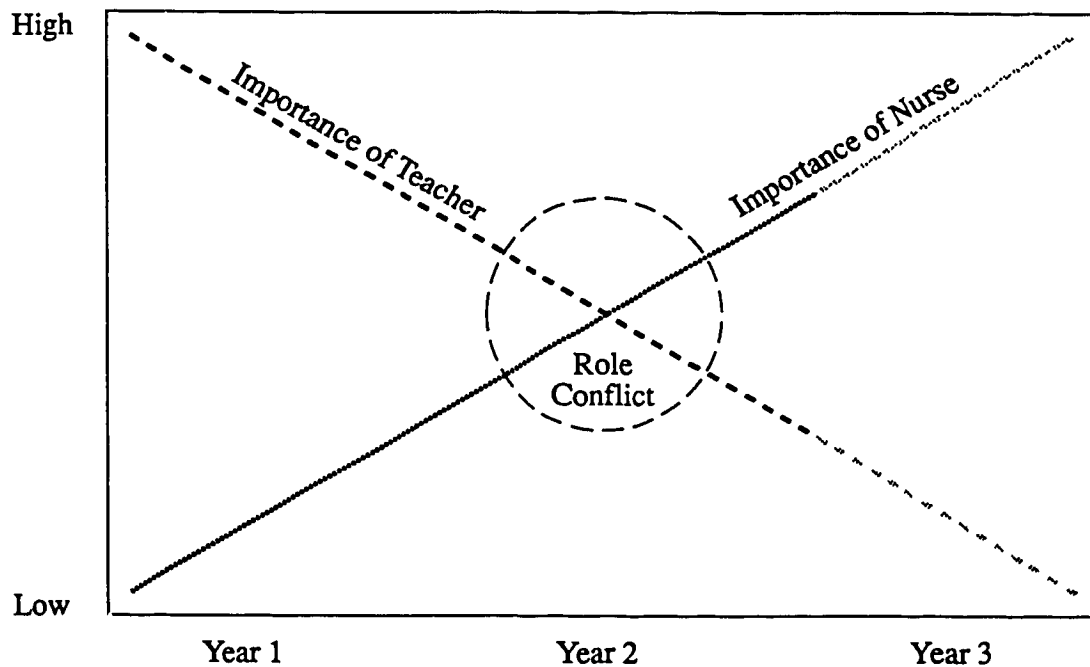 High
Importance of Teacher
Importance of Nurse
Role
Conflict
Low
Year 1
Year 2
Year 3